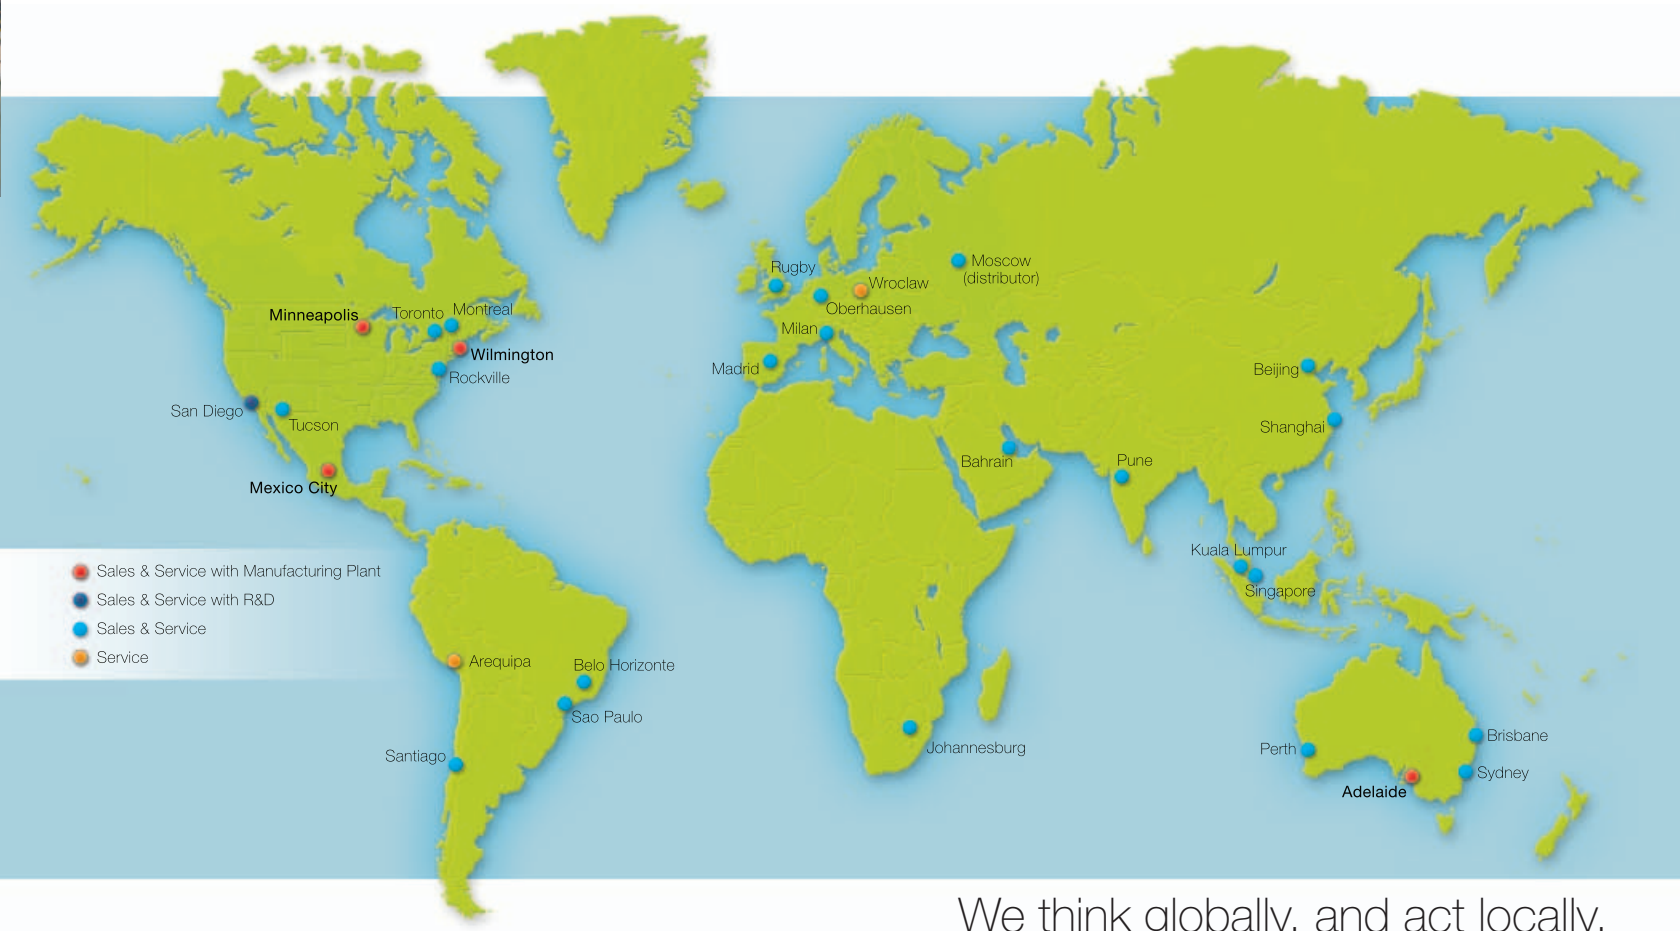 Rugby
Moscow
(distributor)
Wroclaw
Oberhausen
Minneapolis
Toronto
Montreal
Milan
Wilmington
Madrid
Rockville
Beijing
San Diego
Tucson
Shanghai
Bahrain
Pune
Mexico City
Kuala Lumpur
Singapore
Sales & Service with Manufacturing Plant
Sales & Service with R&D
Sales & Service
Service
Arequipa
Belo Horizonte
Sao Paulo
Johannesburg
Santiago
Perth
Brisbane
Sydney
Adelaide
We think globally, and act locally.